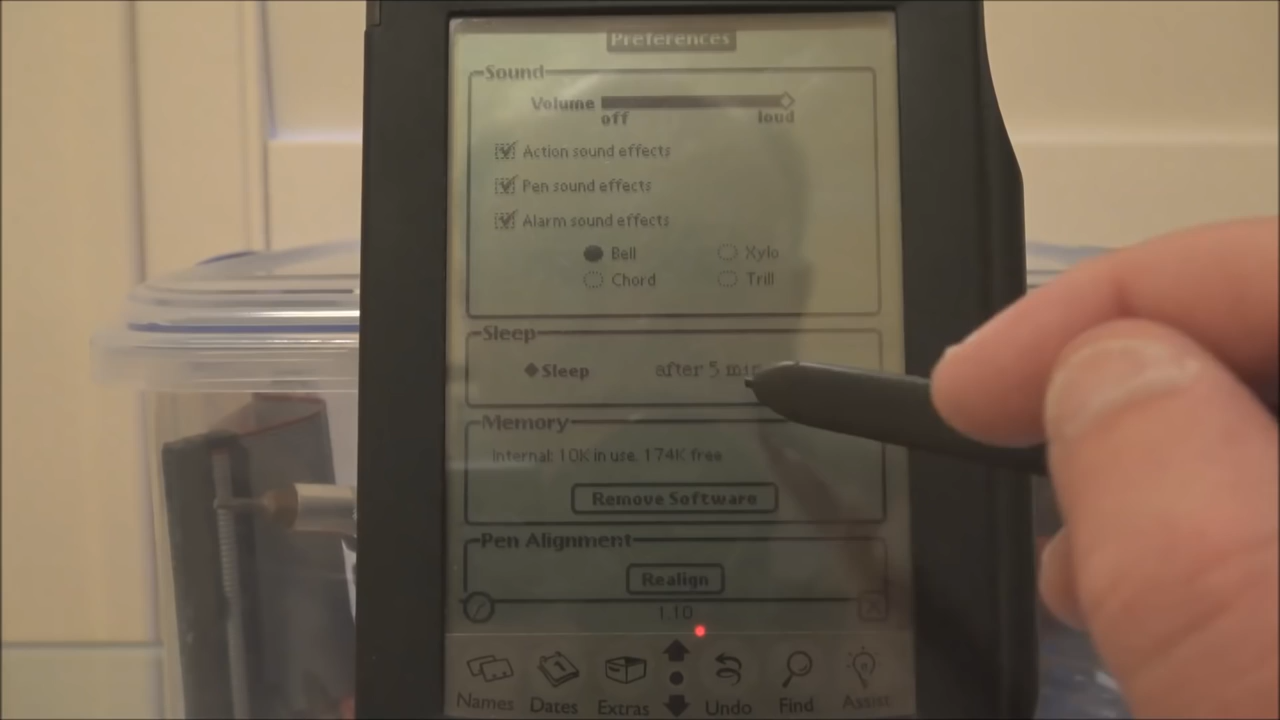 Preferences
Sound
Volume
off loud
Action sound effects
Pen sound effects
Alarm sound effects
Bell Xylo
Chord Trill
Sleep
Sleep after 5 min
Memory
Internal: 10K in use, 174K free
Remove Software
Pen Alignment
Realign
1.10
Names Dates Extras Undo Find Assist